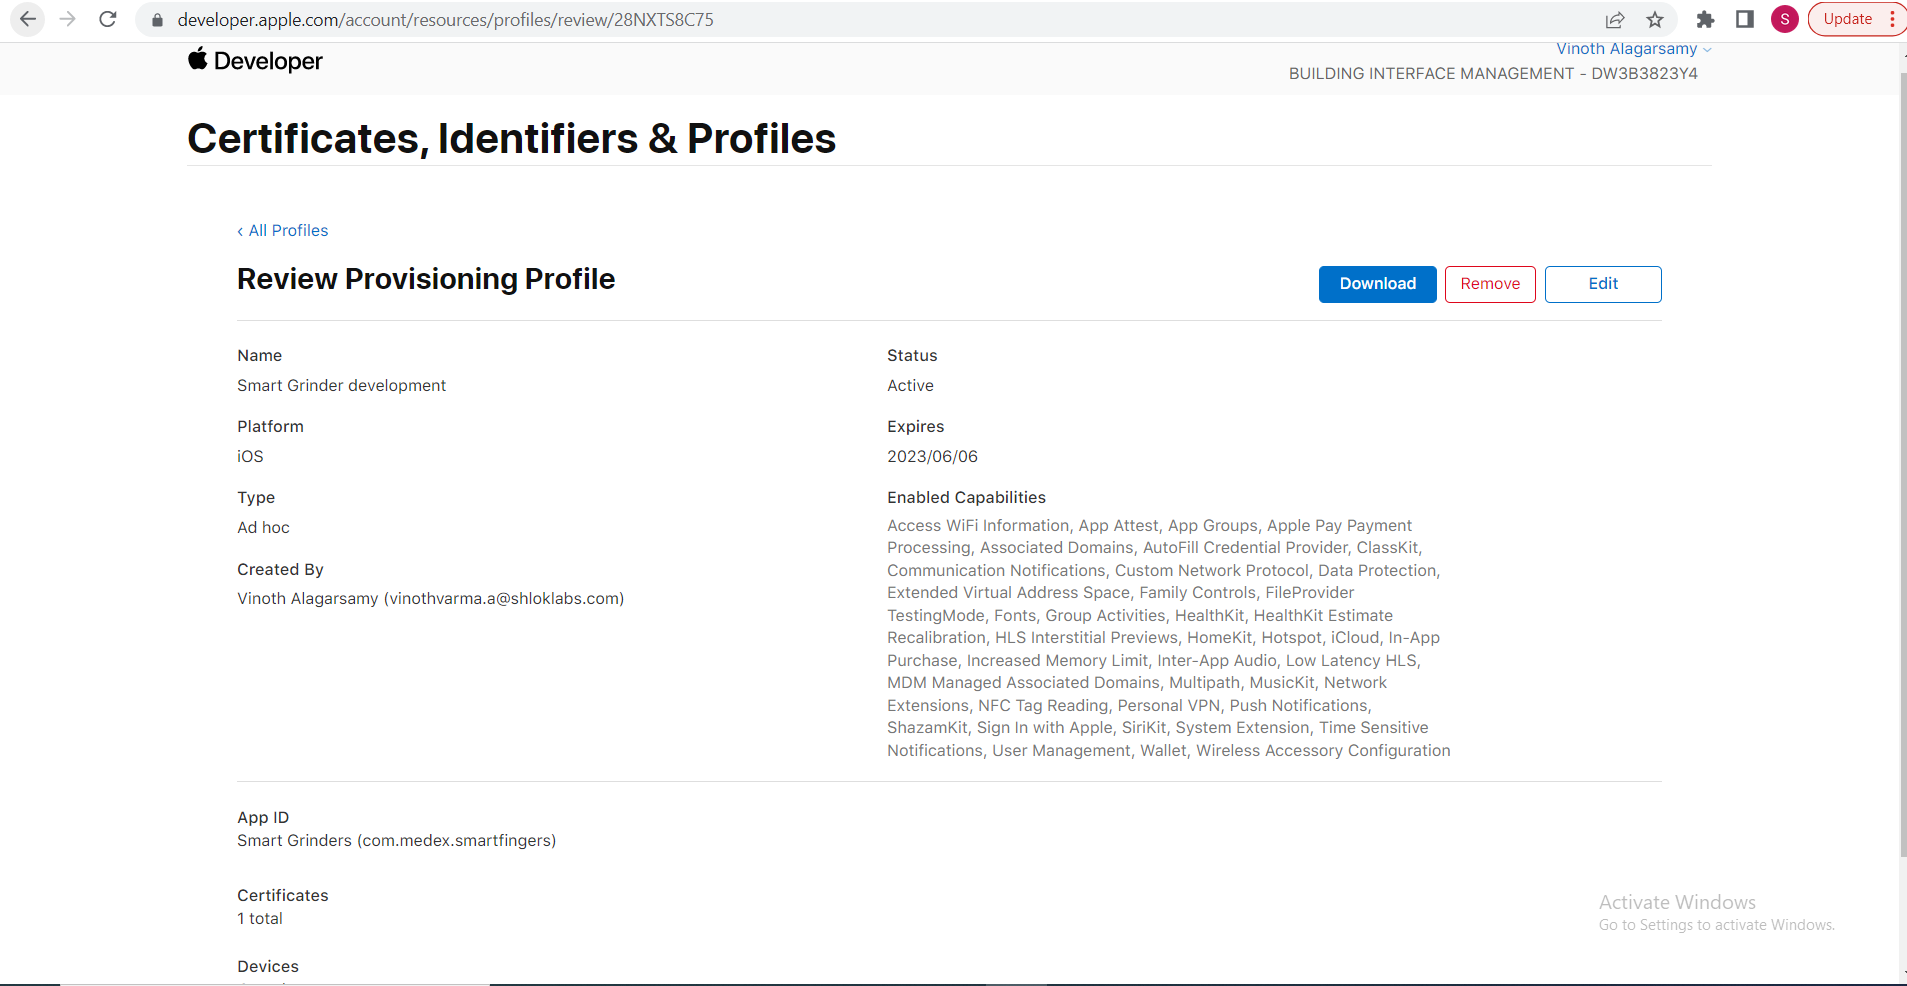 developer.apple.com/account/resources/profiles/review/28NXTS8C75
S
Update
Developer
Vinoth Alagarsamy
BUILDING INTERFACE MANAGEMENT - DW3B3823Y4
Certificates, Identifiers & Profiles
‹ All Profiles
Review Provisioning Profile
Download
Remove
Edit
Name
Smart Grinder development
Platform
iOS
Type
Ad hoc
Created By
Vinoth Alagarsamy (vinothvarma.a@shloklabs.com)
Status
Active
Expires
2023/06/06
Enabled Capabilities
Access WiFi Information, App Attest, App Groups, Apple Pay Payment
Processing, Associated Domains, AutoFill Credential Provider, ClassKit,
Communication Notifications, Custom Network Protocol, Data Protection,
Extended Virtual Address Space, Family Controls, FileProvider
TestingMode, Fonts, Group Activities, HealthKit, HealthKit Estimate
Recalibration, HLS Interstitial Previews, HomeKit, Hotspot, iCloud, In-App
Purchase, Increased Memory Limit, Inter-App Audio, Low Latency HLS,
MDM Managed Associated Domains, Multipath, MusicKit, Network
Extensions, NFC Tag Reading, Personal VPN, Push Notifications,
ShazamKit, Sign In with Apple, SiriKit, System Extension, Time Sensitive
Notifications, User Management, Wallet, Wireless Accessory Configuration
App ID
Smart Grinders (com.medex.smartfingers)
Certificates
1 total
Devices
Activate Windows
Go to Settings to activate Windows.